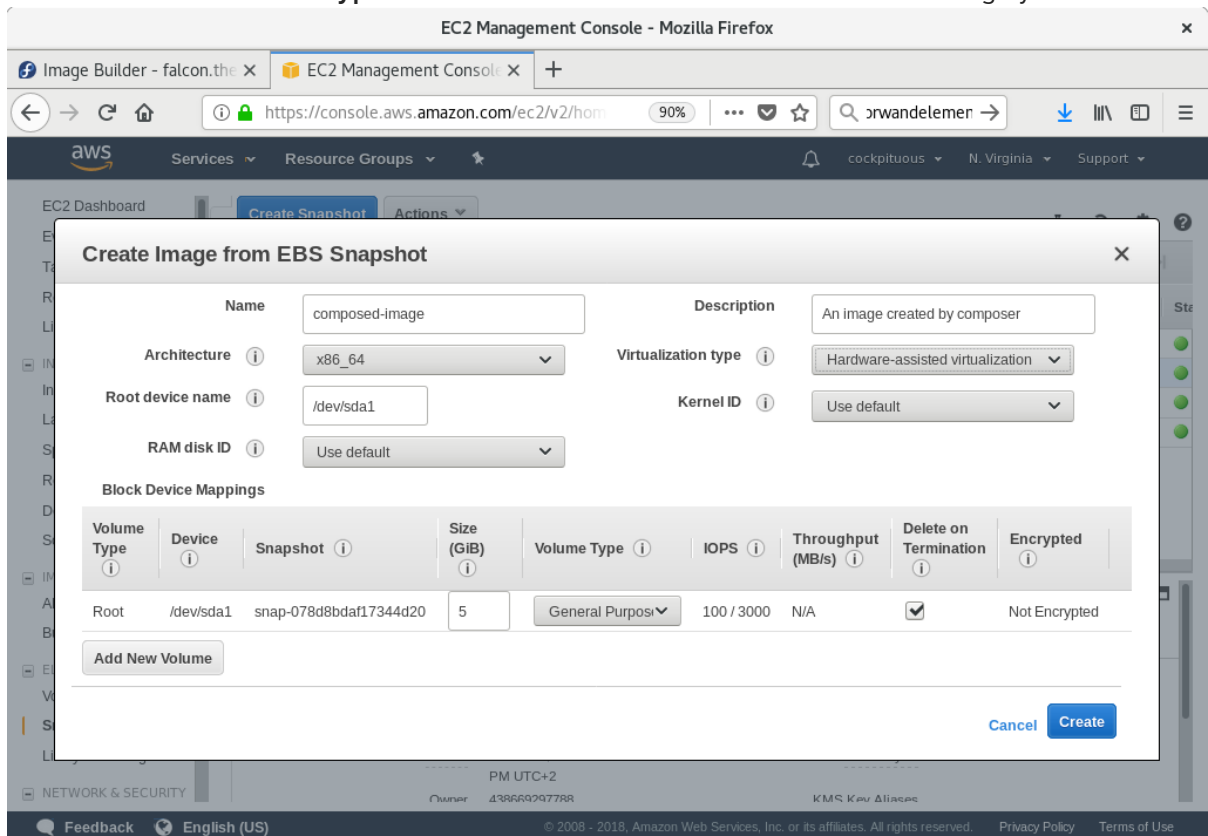 EC2 Management Console - Mozilla Firefox
Image Builder - falcon.the
EC2 Management Console
https://console.aws.amazon.com/ec2/v2/hom
90%
orwandelemen
aws
Services
Resource Groups
cockpituous
N. Virginia
Support
EC2 Dashboard
Create Snapshot
Actions
Create Image from EBS Snapshot
Name
composed-image
Description
An image created by composer
Architecture
x86_64
Virtualization type
Hardware-assisted virtualization
Root device name
/dev/sda1
Kernel ID
Use default
RAM disk ID
Use default
Block Device Mappings
Volume Type
Device
Snapshot
Size (GiB)
Volume Type
IOPS
Throughput (MB/s)
Delete on Termination
Encrypted
Root
/dev/sda1
snap-078d8bdaf17344d20
5
General Purpos
100 / 3000
N/A
Not Encrypted
Add New Volume
Cancel
Create
PM UTC+2
Owner
438669297788
KMS Key Aliases
NETWORK & SECURITY
Feedback
English (US)
© 2008 - 2018, Amazon Web Services, Inc. or its affiliates. All rights reserved.
Privacy Policy
Terms of Use